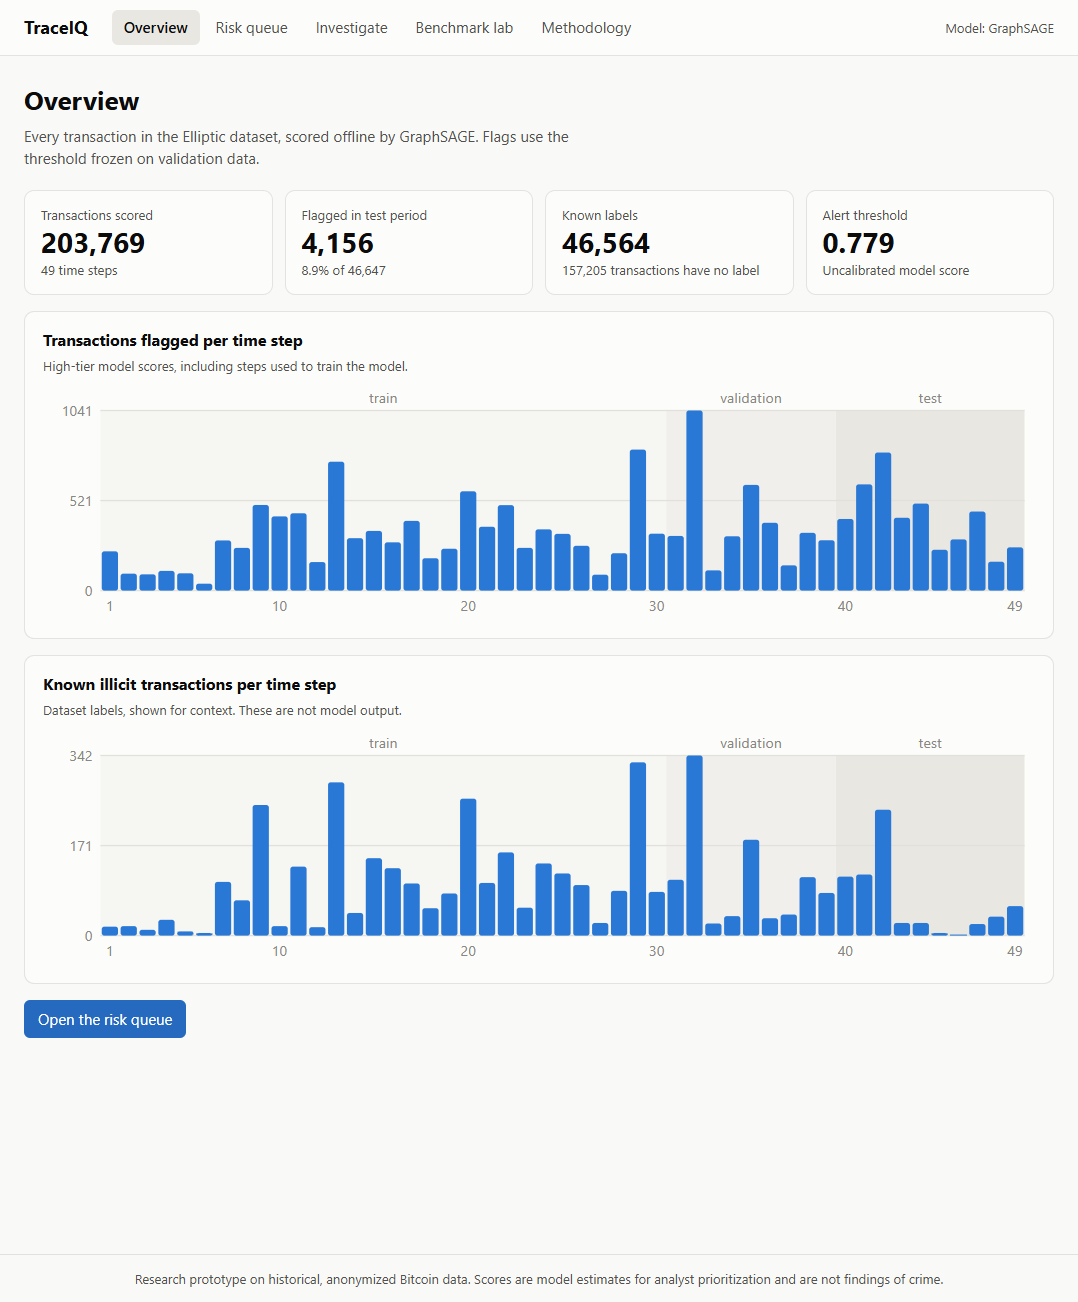 TraceIQ
Overview
Risk queue
Investigate
Benchmark lab
Methodology
Model: GraphSAGE
Overview
Every transaction in the Elliptic dataset, scored offline by GraphSAGE. Flags use the
threshold frozen on validation data.
Transactions scored
203,769
49 time steps
Flagged in test period
4,156
8.9% of 46,647
Known labels
46,564
157,205 transactions have no label
Alert threshold
0.779
Uncalibrated model score
Transactions flagged per time step
High-tier model scores, including steps used to train the model.
train validation test
1041
521
0
1 10 20 30 40 49
Known illicit transactions per time step
Dataset labels, shown for context. These are not model output.
train validation test
342
171
0
1 10 20 30 40 49
Open the risk queue
Research prototype on historical, anonymized Bitcoin data. Scores are model estimates for analyst prioritization and are not findings of crime.